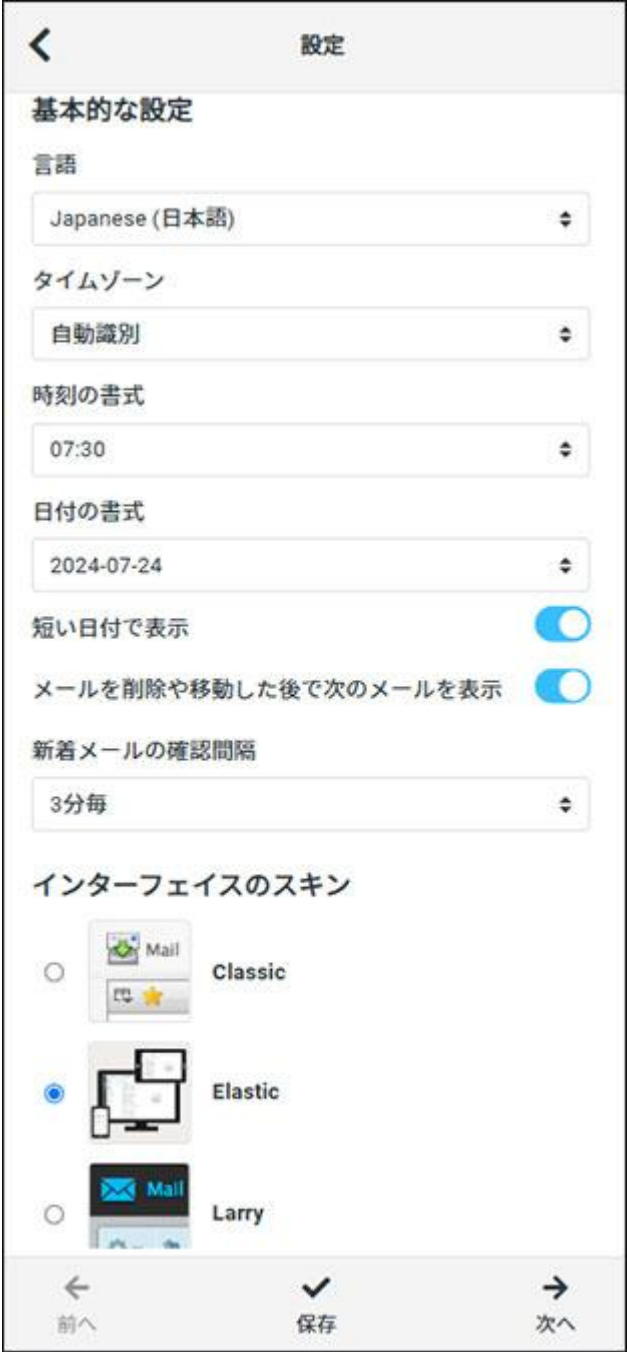 設定
基本的な設定
言語
Japanese (日本語)
タイムゾーン
自動識別
時刻の書式
07:30
日付の書式
2024-07-24
短い日付で表示
メールを削除や移動した後で次のメールを表示
新着メールの確認間隔
3分毎
インターフェイスのスキン
Mail
Classic
Elastic
Mail
Larry
前へ
保存
次へ